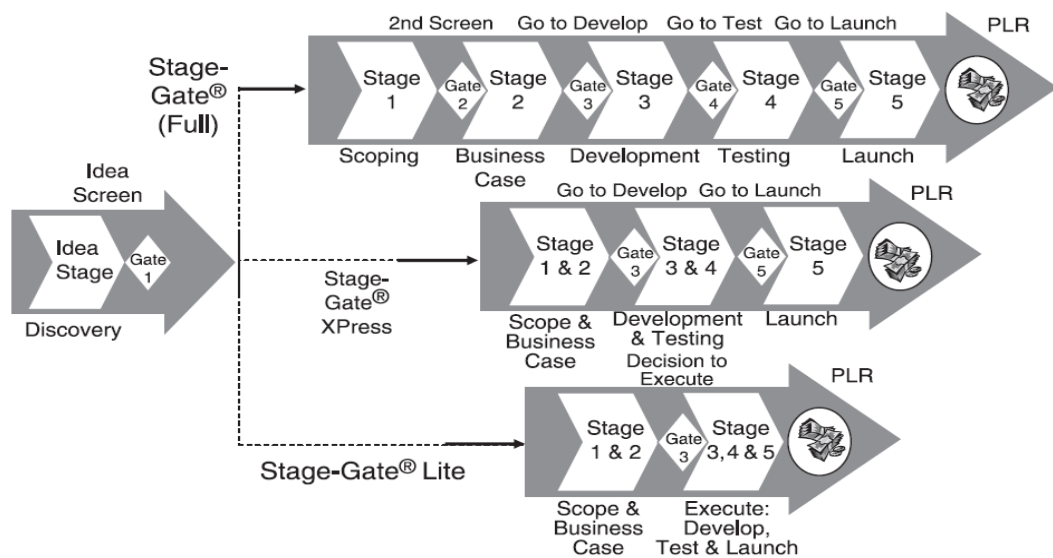 2nd Screen Go to Develop Go to Test Go to Launch
PLR
Stage-
Gate®
(Full)
Stage
1
Gate
2
Stage
2
Gate
3
Stage
3
Gate
4
Stage
4
Gate
5
Stage
5
Scoping
Business
Case
Development
Testing
Launch
Idea
Screen
Idea
Stage
Gate
1
Discovery
Stage-
Gate®
XPress
Go to Develop Go to Launch
PLR
Stage
1 & 2
Gate
3
Stage
3 & 4
Gate
5
Stage
5
Scope &
Business
Case
Development
& Testing
Launch
Stage-Gate® Lite
Decision to
Execute
PLR
Stage
1 & 2
Gate
3
Stage
3,4 & 5
Scope &
Business
Case
Execute:
Develop,
Test & Launch